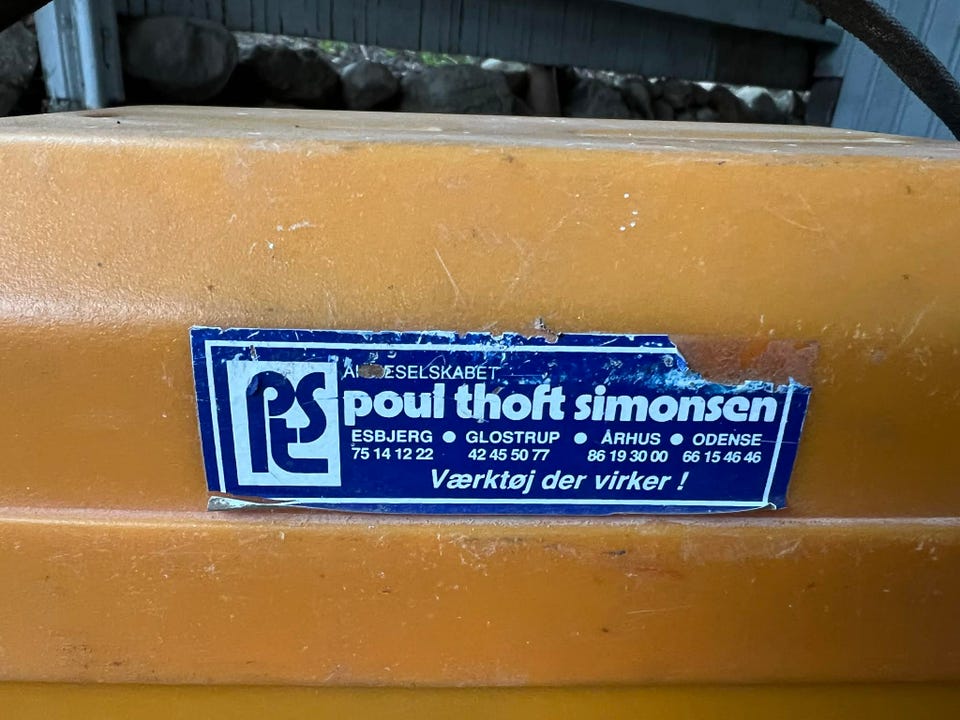 PTS
ESELSKABET
poul thoft simonsen
ESBJERG ● GLOSTRUP ● ÅRHUS ● ODENSE
75 14 12 22 42 45 50 77 86 19 30 00 66 15 46 46
Værktøj der virker !